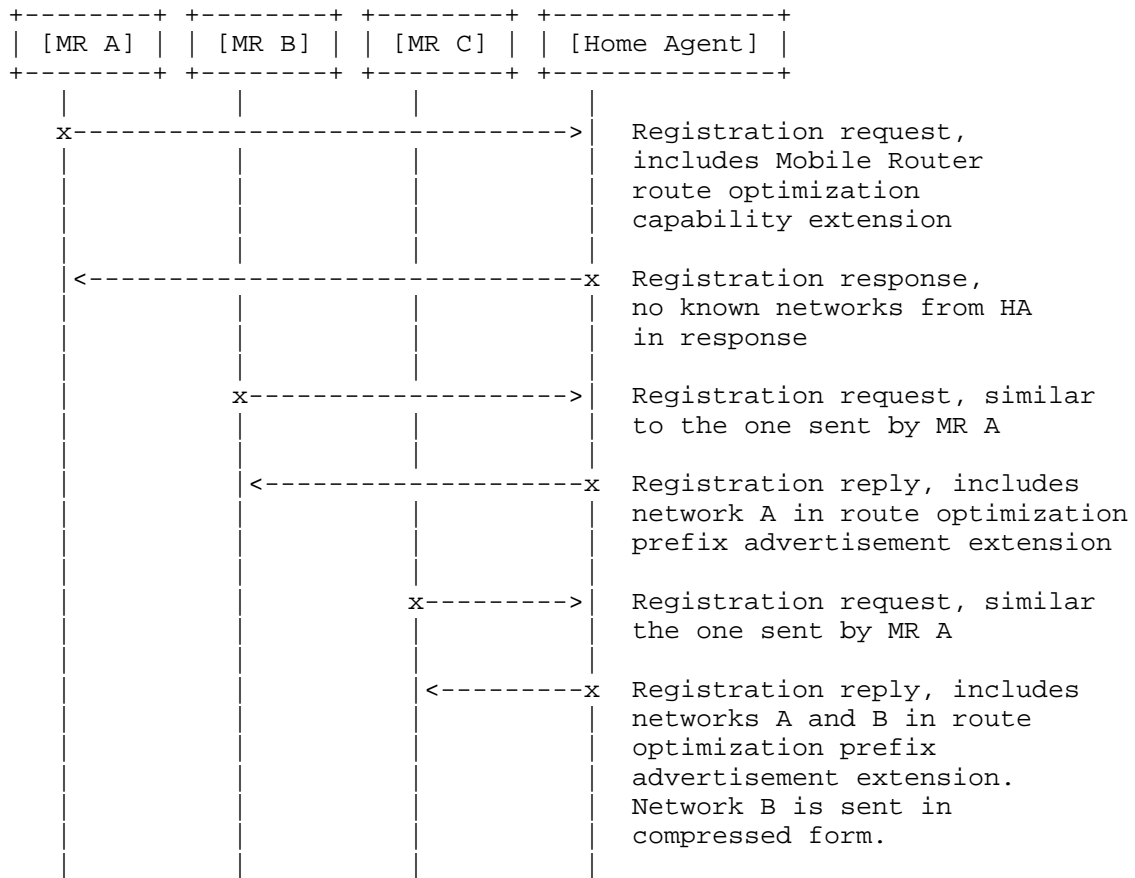 [MR A] [MR B] [MR C] [Home Agent]
Registration request,
includes Mobile Router
route optimization
capability extension
Registration response,
no known networks from HA
in response
Registration request, similar
to the one sent by MR A
Registration reply, includes
network A in route optimization
prefix advertisement extension
Registration request, similar
the one sent by MR A
Registration reply, includes
networks A and B in route
optimization prefix
advertisement extension.
Network B is sent in
compressed form.